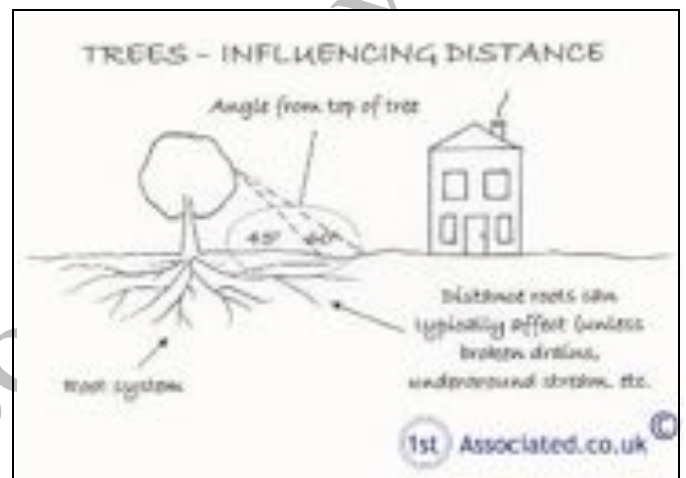 TREES – INFLUENCING DISTANCE
Angle from top of tree
45° 60°
Distance roots can
typically affect (unless
broken drains,
underground stream, etc.
Root system
©
1st Associated.co.uk